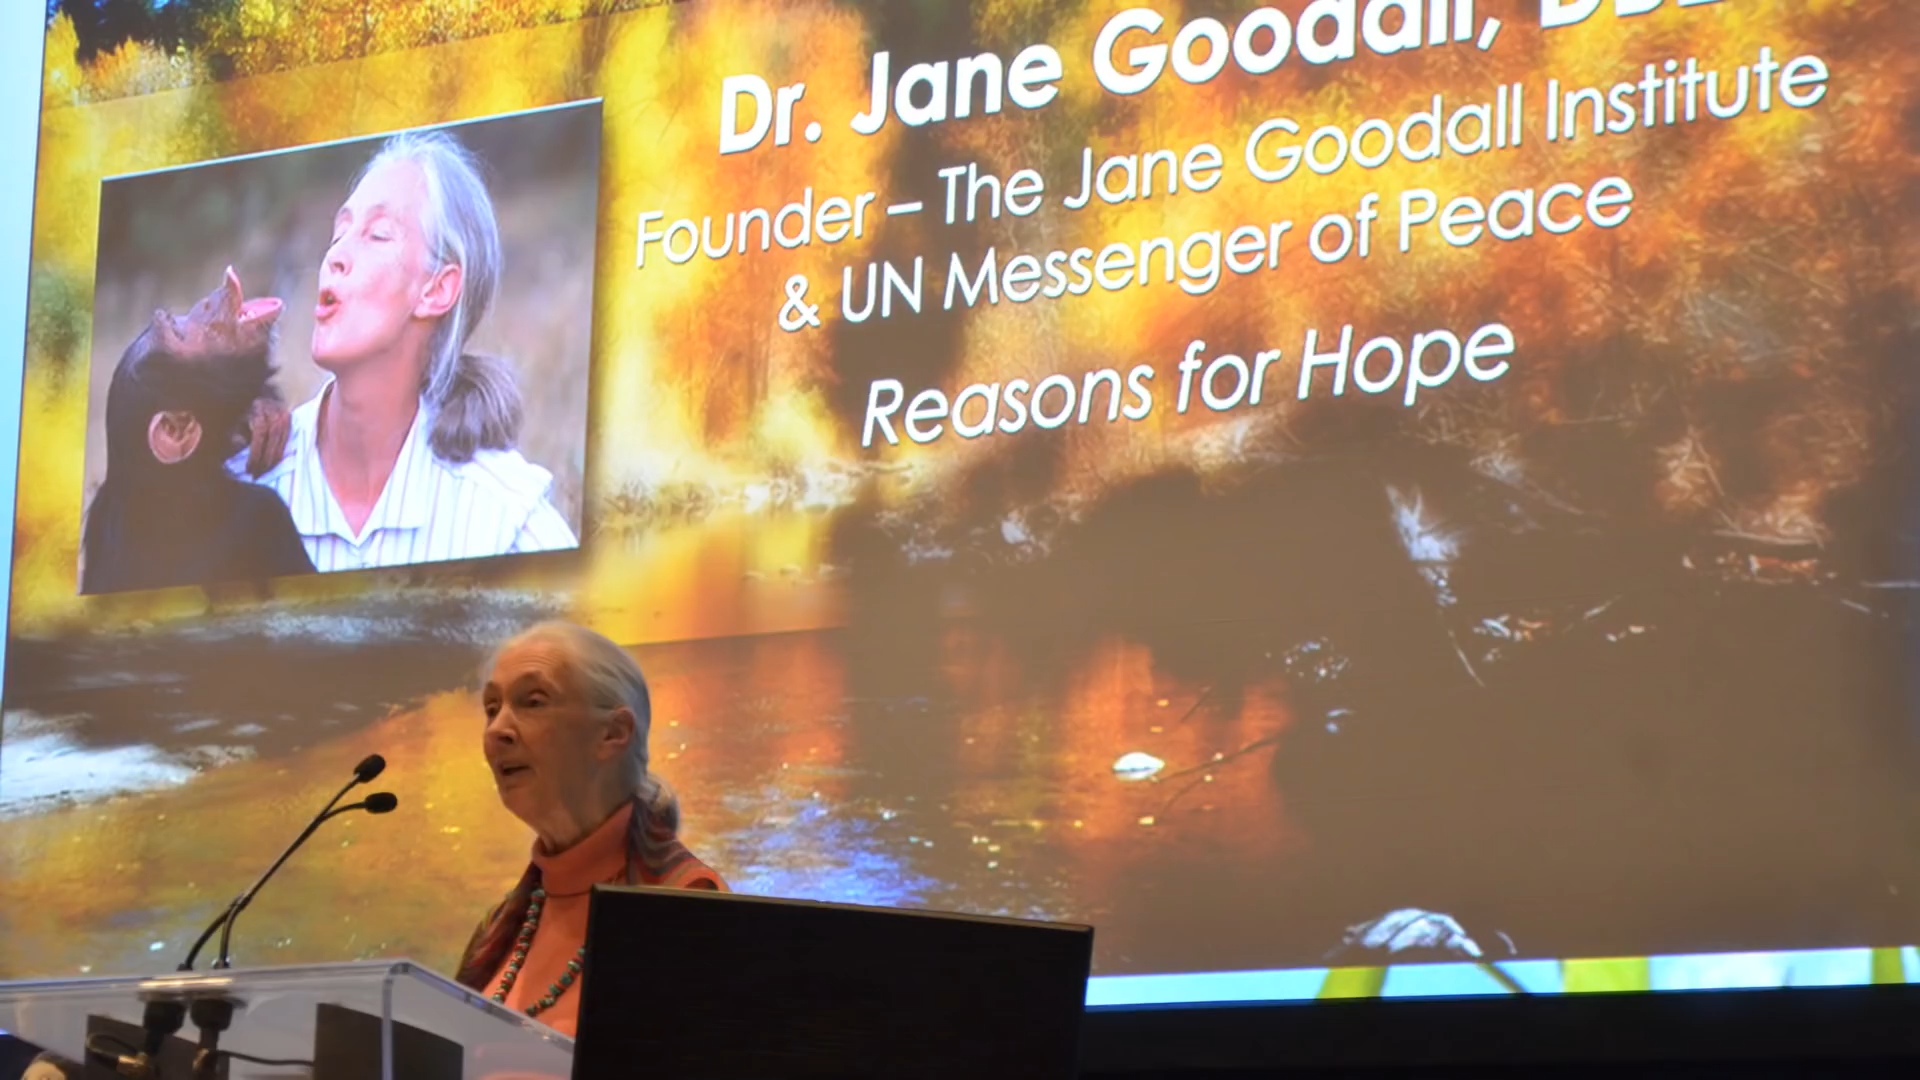 Dr. Jane Goodall,
Founder – The Jane Goodall Institute
& UN Messenger of Peace
Reasons for Hope